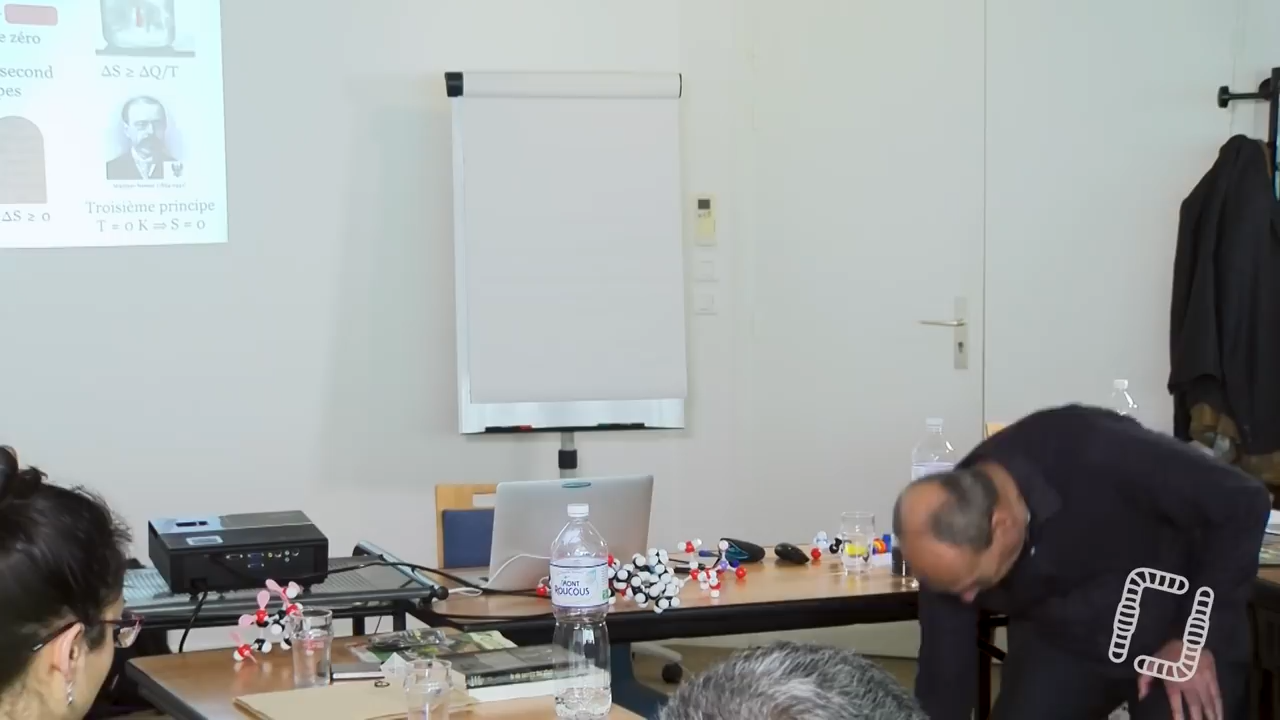 e zéro
ΔS ≥ ΔQ/T
second
pes
ΔS ≥ 0
Troisième principe
T = 0 K ⇒ S = 0
MONT
ROUCOUS